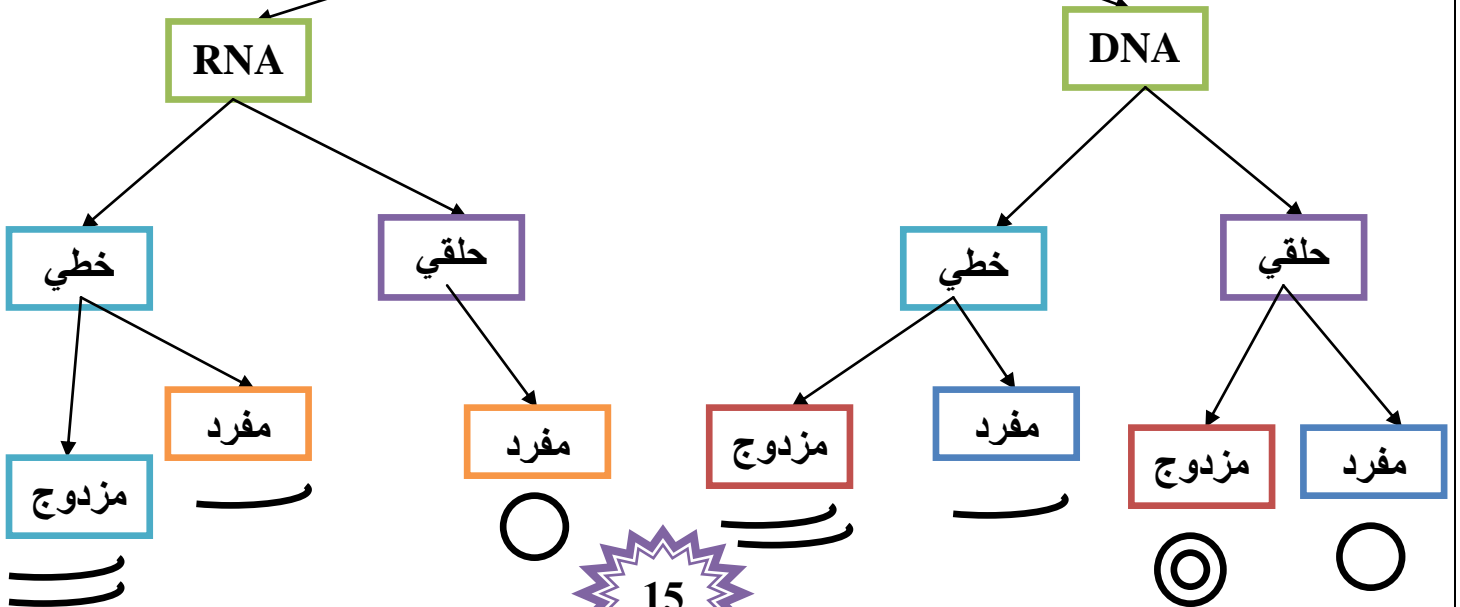 DNA
RNA
حلقي
خطي
حلقي
خطي
مفرد
مزدوج
مفرد
مزدوج
مفرد
مفرد
مزدوج
15